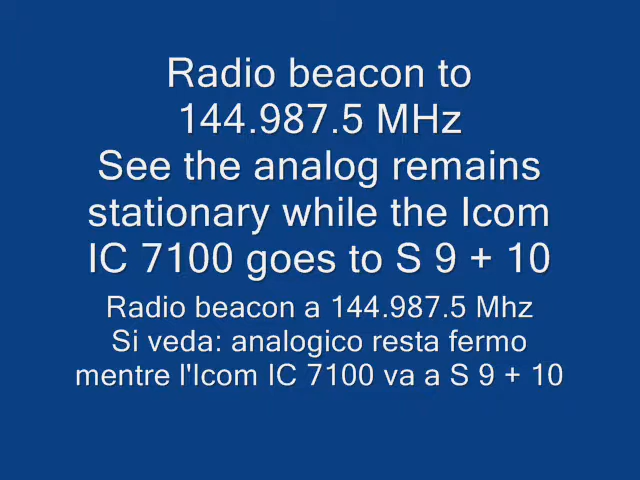 Radio beacon to
144.987.5 MHz
See the analog remains
stationary while the Icom
IC 7100 goes to S 9 + 10
Radio beacon a 144.987.5 Mhz
Si veda: analogico resta fermo
mentre l'Icom IC 7100 va a S 9 + 10